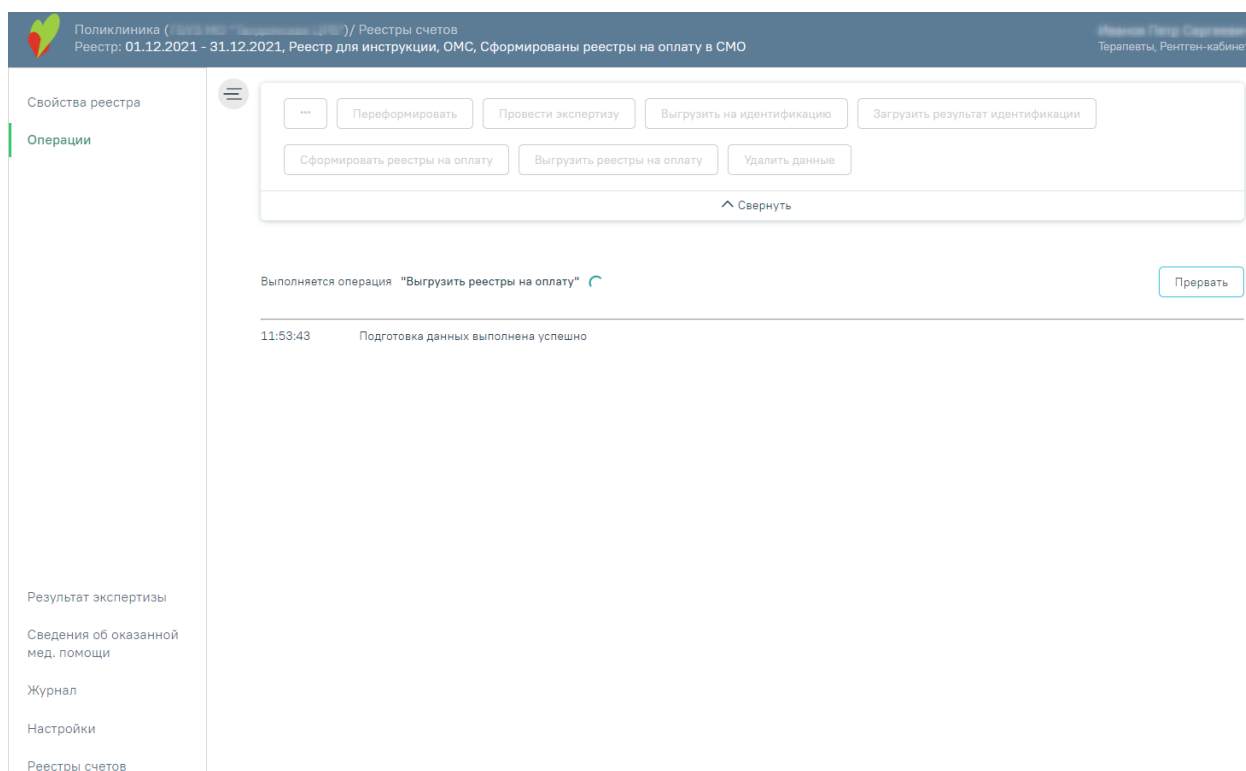 Поликлиника ( )/ Реестры счетов
Реестр: 01.12.2021 - 31.12.2021, Реестр для инструкции, ОМС, Сформированы реестры на оплату в СМО
Терапевты, Рентген-кабинет
Свойства реестра
Операции
... Переформировать Провести экспертизу Выгрузить на идентификацию Загрузить результат идентификации
Сформировать реестры на оплату Выгрузить реестры на оплату Удалить данные
Свернуть
Выполняется операция "Выгрузить реестры на оплату" Прервать
11:53:43 Подготовка данных выполнена успешно
Результат экспертизы
Сведения об оказанной
мед. помощи
Журнал
Настройки
Реестры счетов